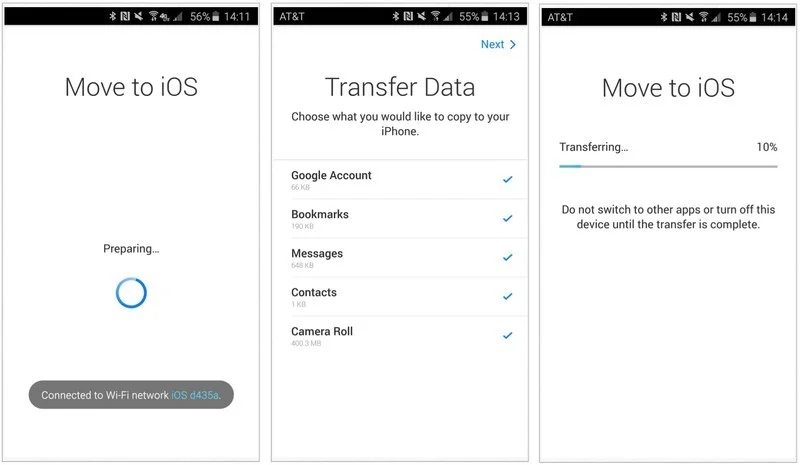 56% 14:11
Move to iOS
Preparing...
Connected to Wi-Fi network iOS d435a.
AT&T 55% 14:13
Next
Transfer Data
Choose what you would like to copy to your
iPhone.
Google Account
66 KB
Bookmarks
190 KB
Messages
648 KB
Contacts
1 KB
Camera Roll
400.3 MB
AT&T 55% 14:14
Move to iOS
Transferring... 10%
Do not switch to other apps or turn off this
device until the transfer is complete.